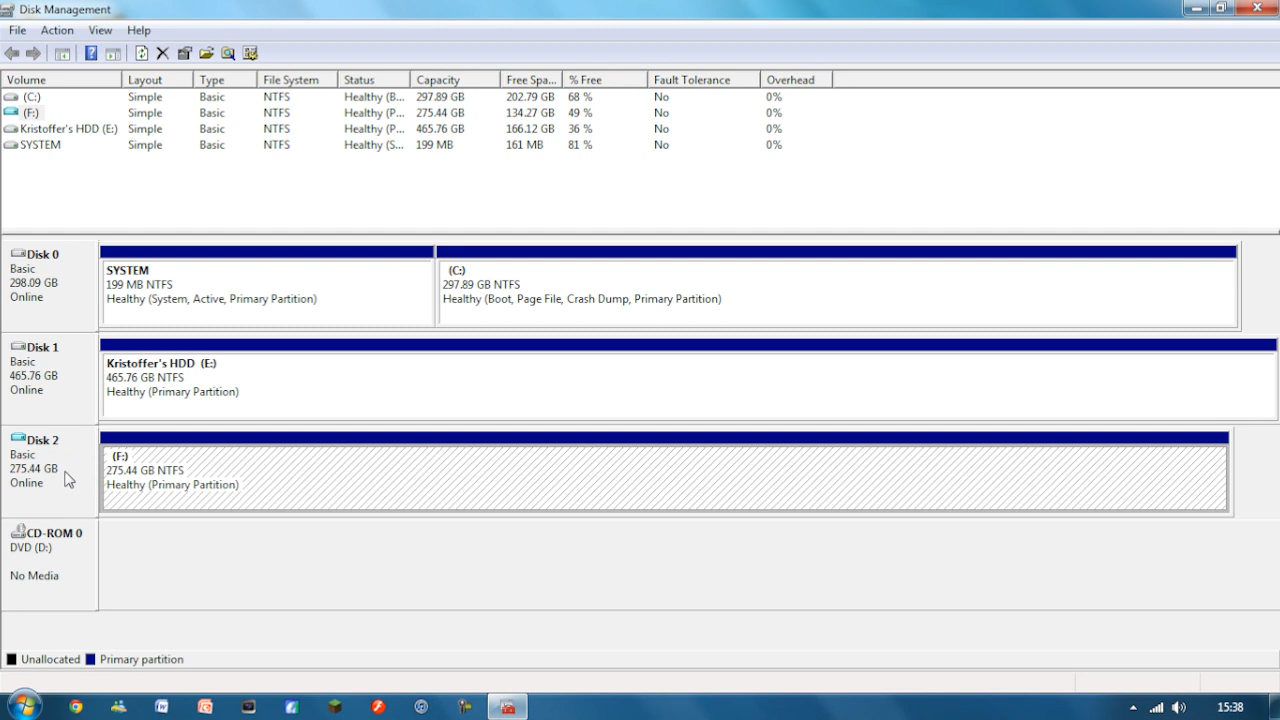 Disk Management
File Action View Help
Volume Layout Type File System Status Capacity Free Spa... % Free Fault Tolerance Overhead
(C:) Simple Basic NTFS Healthy (B... 297.89 GB 202.79 GB 68 % No 0%
(F:) Simple Basic NTFS Healthy (P... 275.44 GB 134.27 GB 49 % No 0%
Kristoffer's HDD (E:) Simple Basic NTFS Healthy (P... 465.76 GB 166.12 GB 36 % No 0%
SYSTEM Simple Basic NTFS Healthy (S... 199 MB 161 MB 81 % No 0%
Disk 0
Basic
298.09 GB
Online
SYSTEM
199 MB NTFS
Healthy (System, Active, Primary Partition)
(C:)
297.89 GB NTFS
Healthy (Boot, Page File, Crash Dump, Primary Partition)
Disk 1
Basic
465.76 GB
Online
Kristoffer's HDD (E:)
465.76 GB NTFS
Healthy (Primary Partition)
Disk 2
Basic
275.44 GB
Online
(F:)
275.44 GB NTFS
Healthy (Primary Partition)
CD-ROM 0
DVD (D:)
No Media
Unallocated Primary partition
15:38